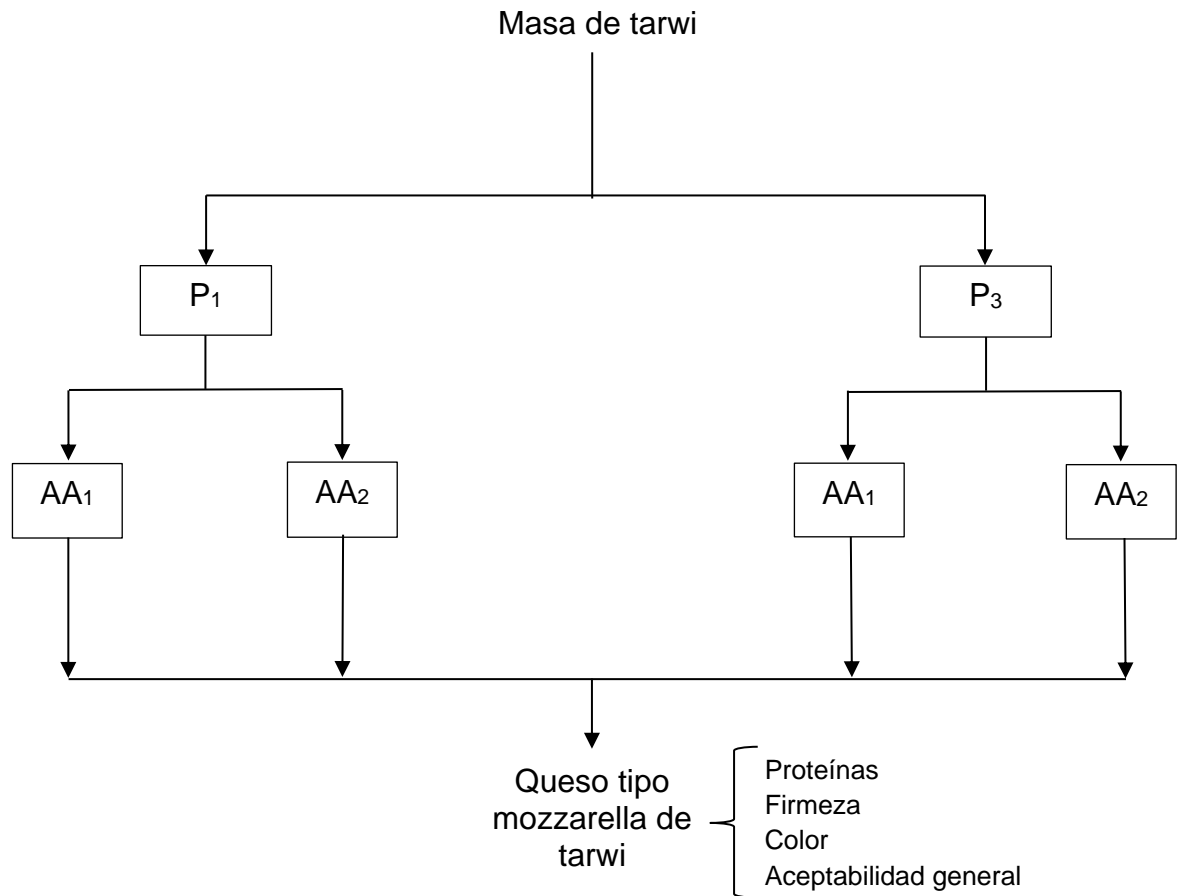 Masa de tarwi
P₁
P₃
AA₁
AA₂
AA₁
AA₂
Queso tipo
mozzarella de
tarwi
Proteínas
Firmeza
Color
Aceptabilidad general